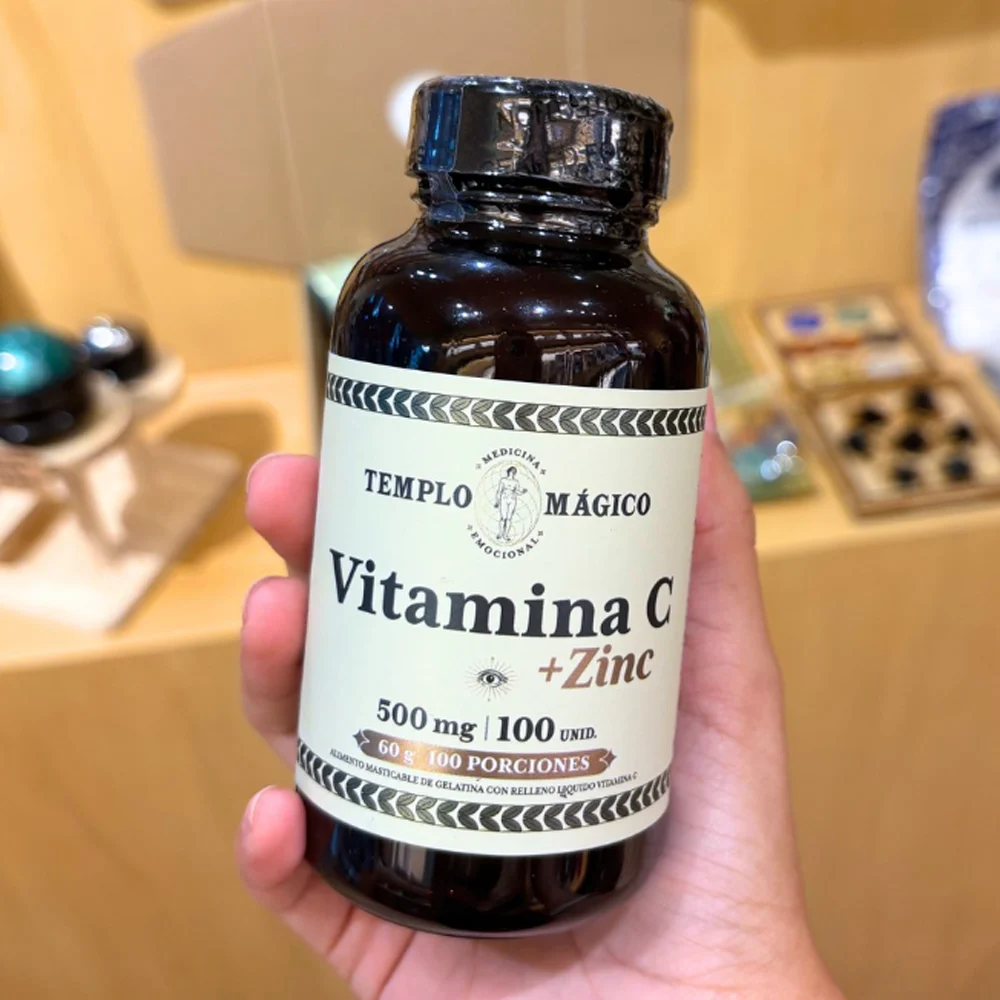 MEDICINA
TEMPLO MÁGICO
EMOCIONAL
Vitamina C
+Zinc
500 mg | 100 UNID.
60 g 100 PORCIONES
ALIMENTO MASTICABLE DE GELATINA CON RELLENO LÍQUIDO VITAMINA C